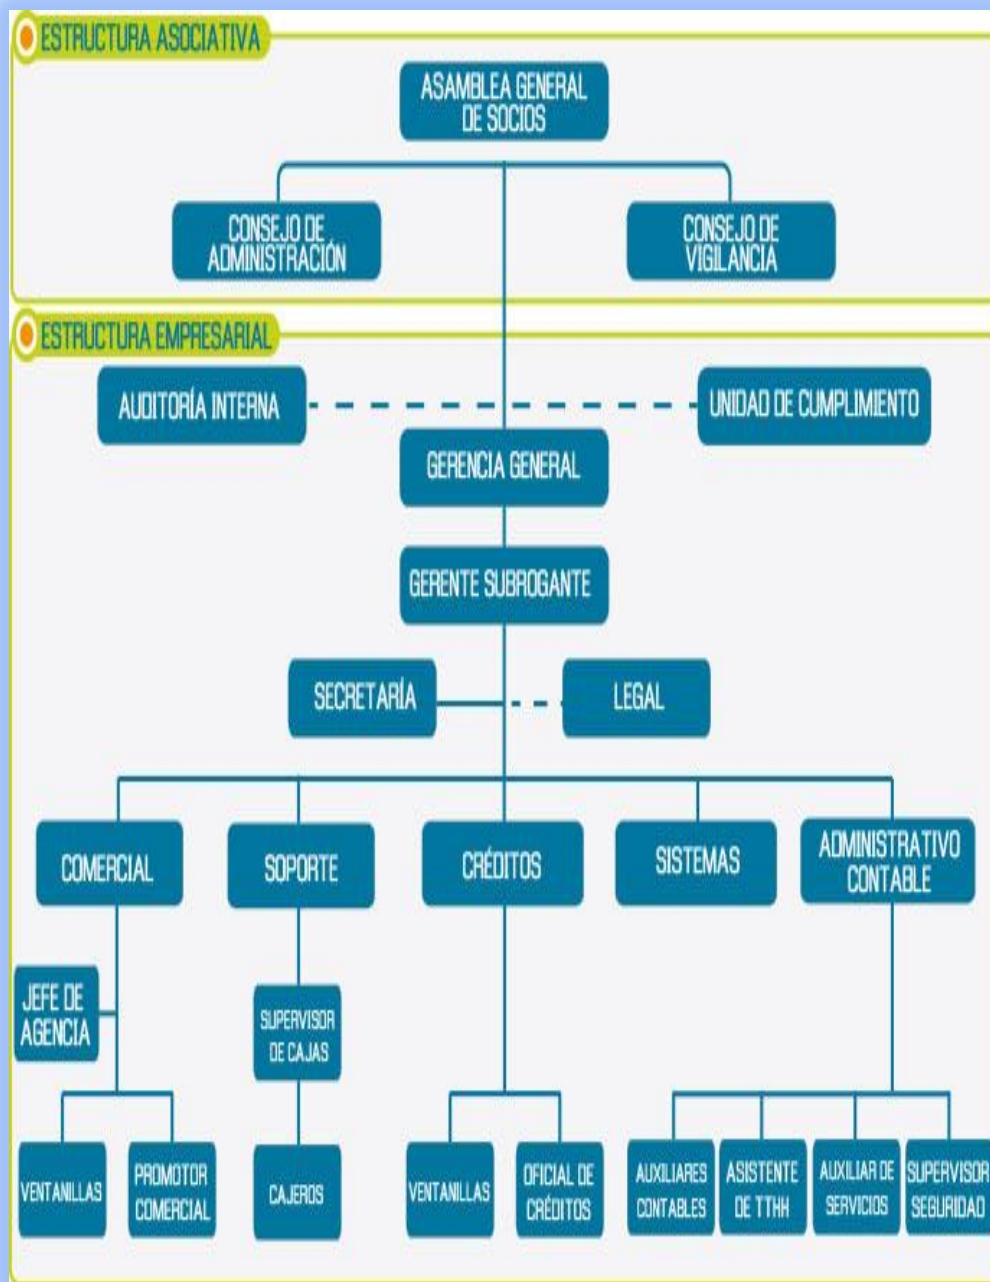 ESTRUCTURA ASOCIATIVA
ASAMBLEA GENERAL
DE SOCIOS
CONSEJO DE
ADMINISTRACIÓN
CONSEJO DE
VIGILANCIA
ESTRUCTURA EMPRESARIAL
AUDITORÍA INTERNA
UNIDAD DE CUMPLIMIENTO
GERENCIA GENERAL
GERENTE SUBROGANTE
SECRETARÍA
LEGAL
COMERCIAL
SOPORTE
CRÉDITOS
SISTEMAS
ADMINISTRATIVO
CONTABLE
JEFE DE
AGENCIA
SUPERVISOR
DE CAJAS
VENTANILLAS
PROMOTOR
COMERCIAL
CAJEROS
VENTANILLAS
OFICIAL DE
CRÉDITOS
AUXILIARES
CONTABLES
ASISTENTE
DE TTHH
AUXILIAR DE
SERVICIOS
SUPERVISOR
SEGURIDAD